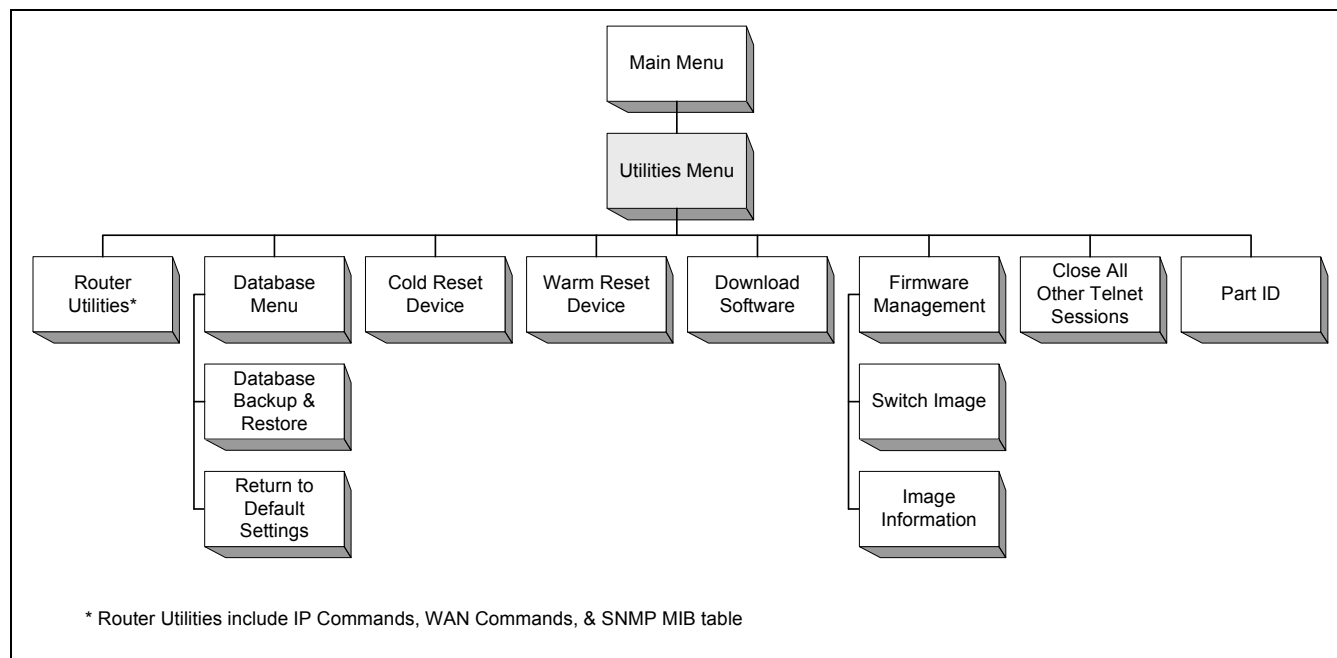 Main Menu
Utilities Menu
Router
Utilities*
Database
Menu
Cold Reset
Device
Warm Reset
Device
Download
Software
Firmware
Management
Close All
Other Telnet
Sessions
Part ID
Database
Backup &
Restore
Switch Image
Return to
Default
Settings
Image
Information
* Router Utilities include IP Commands, WAN Commands, & SNMP MIB table